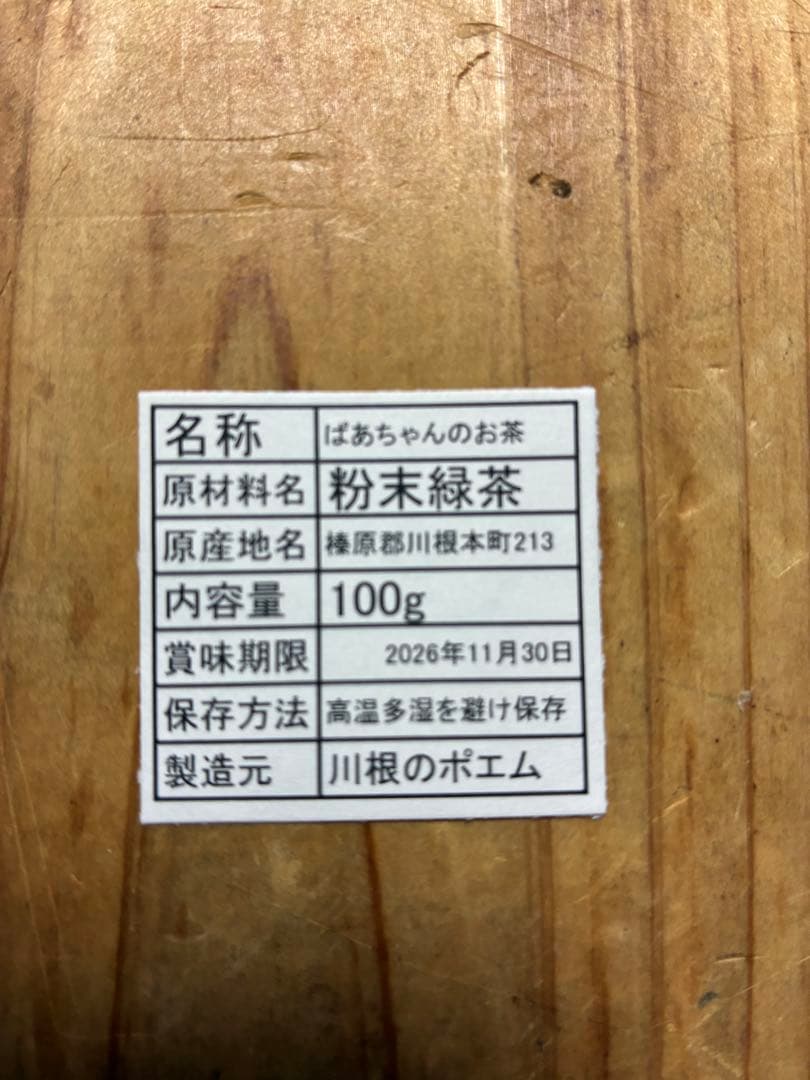 名称 ばあちゃんのお茶
原材料名 粉末緑茶
原産地名 榛原郡川根本町213
内容量 100g
賞味期限 2026年11月30日
保存方法 高温多湿を避け保存
製造元 川根のポエム